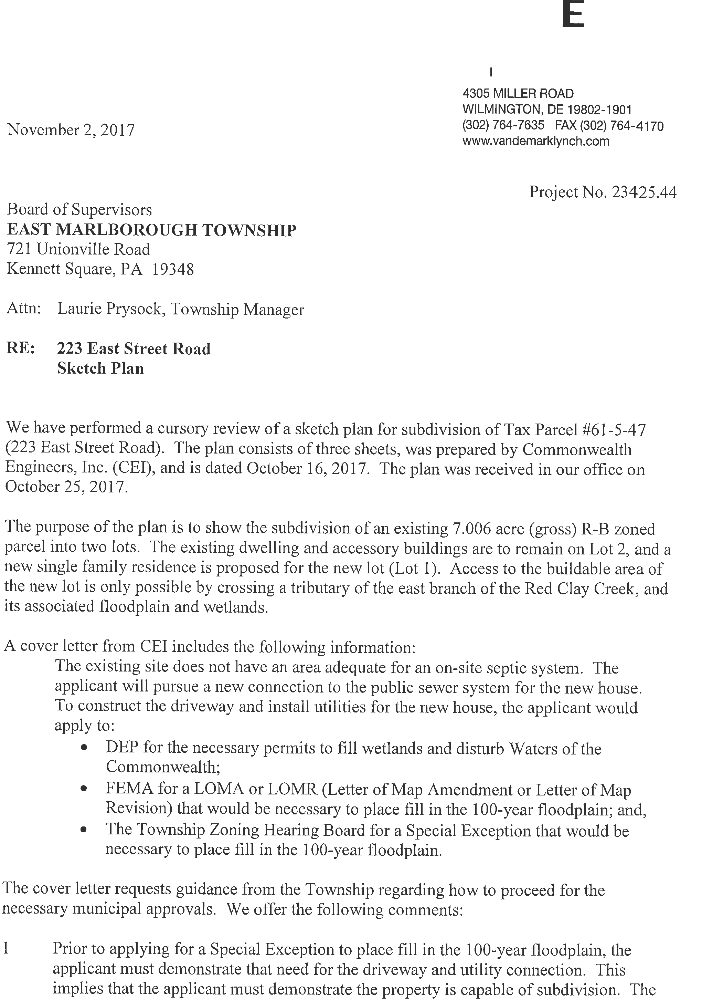 E
4305 MILLER ROAD
WILMINGTON, DE 19802-1901
(302) 764-7635 FAX (302) 764-4170
www.vandemarklynch.com
November 2, 2017
Project No. 23425.44
Board of Supervisors
EAST MARLBOROUGH TOWNSHIP
721 Unionville Road
Kennett Square, PA 19348
Attn: Laurie Prysock, Township Manager
RE: 223 East Street Road
Sketch Plan
We have performed a cursory review of a sketch plan for subdivision of Tax Parcel #61-5-47
(223 East Street Road). The plan consists of three sheets, was prepared by Commonwealth
Engineers, Inc. (CEI), and is dated October 16, 2017. The plan was received in our office on
October 25, 2017.
The purpose of the plan is to show the subdivision of an existing 7.006 acre (gross) R-B zoned
parcel into two lots. The existing dwelling and accessory buildings are to remain on Lot 2, and a
new single family residence is proposed for the new lot (Lot 1). Access to the buildable area of
the new lot is only possible by crossing a tributary of the east branch of the Red Clay Creek, and
its associated floodplain and wetlands.
A cover letter from CEI includes the following information:
The existing site does not have an area adequate for an on-site septic system. The
applicant will pursue a new connection to the public sewer system for the new house.
To construct the driveway and install utilities for the new house, the applicant would
apply to:
• DEP for the necessary permits to fill wetlands and disturb Waters of the
Commonwealth;
• FEMA for a LOMA or LOMR (Letter of Map Amendment or Letter of Map
Revision) that would be necessary to place fill in the 100-year floodplain; and,
• The Township Zoning Hearing Board for a Special Exception that would be
necessary to place fill in the 100-year floodplain.
The cover letter requests guidance from the Township regarding how to proceed for the
necessary municipal approvals. We offer the following comments:
1 Prior to applying for a Special Exception to place fill in the 100-year floodplain, the
applicant must demonstrate that need for the driveway and utility connection. This
implies that the applicant must demonstrate the property is capable of subdivision. The